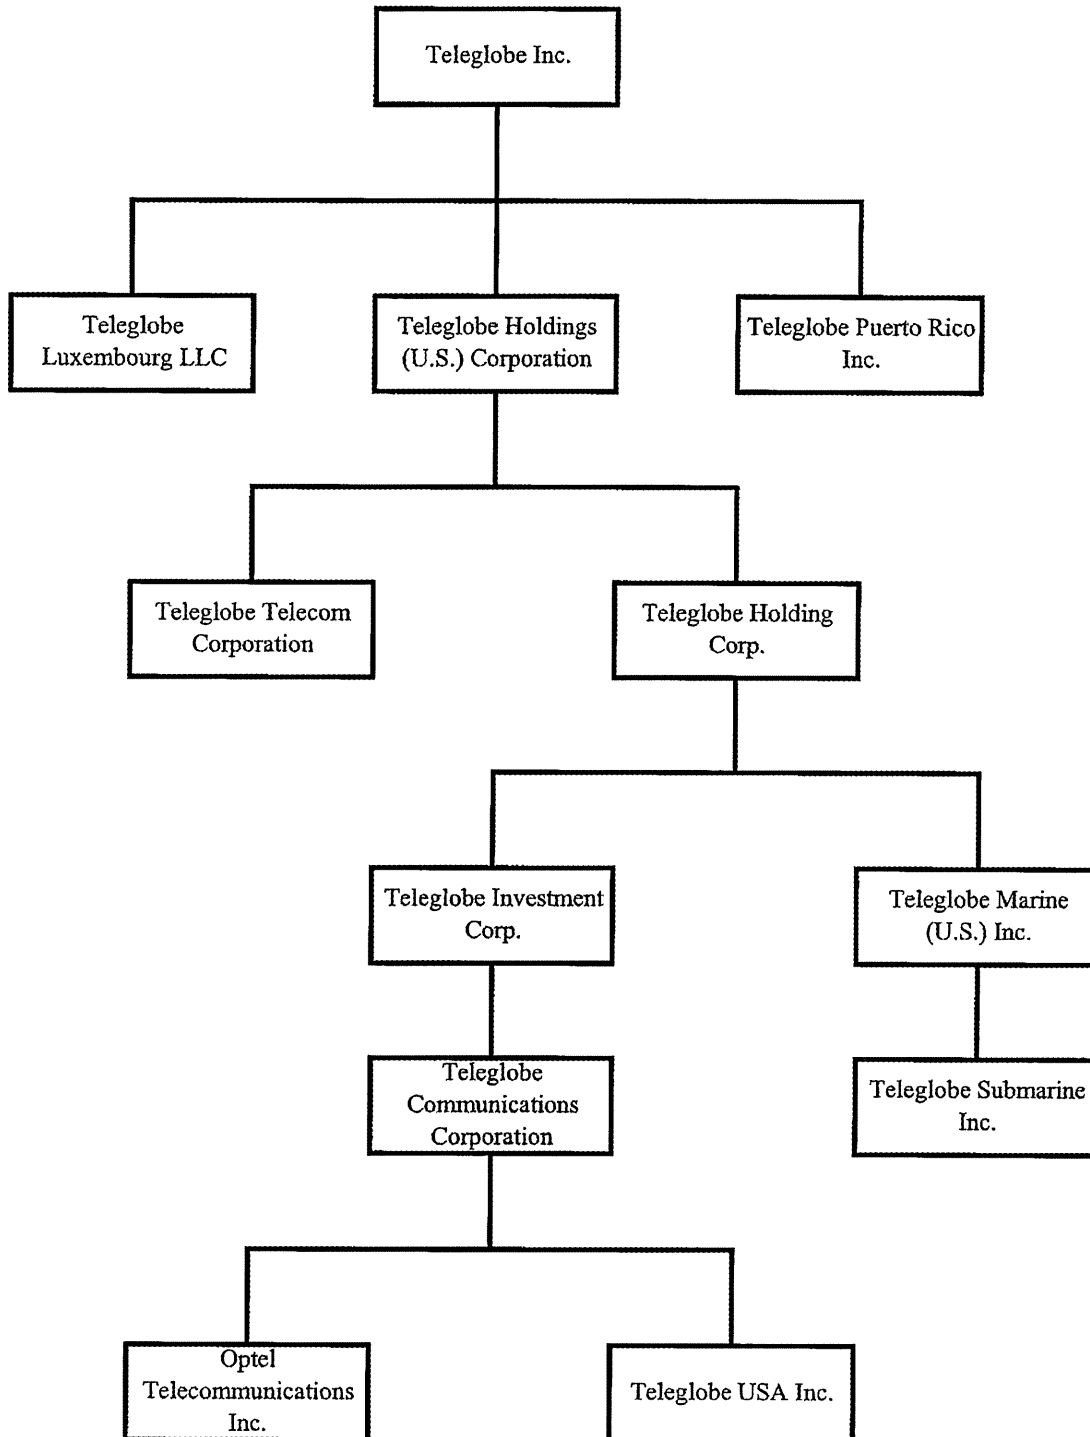 Teleglobe Inc.
Teleglobe
Luxembourg LLC
Teleglobe Holdings
(U.S.) Corporation
Teleglobe Puerto Rico
Inc.
Teleglobe Telecom
Corporation
Teleglobe Holding
Corp.
Teleglobe Investment
Corp.
Teleglobe Marine
(U.S.) Inc.
Teleglobe
Communications
Corporation
Teleglobe Submarine
Inc.
Optel
Telecommunications
Inc.
Teleglobe USA Inc.